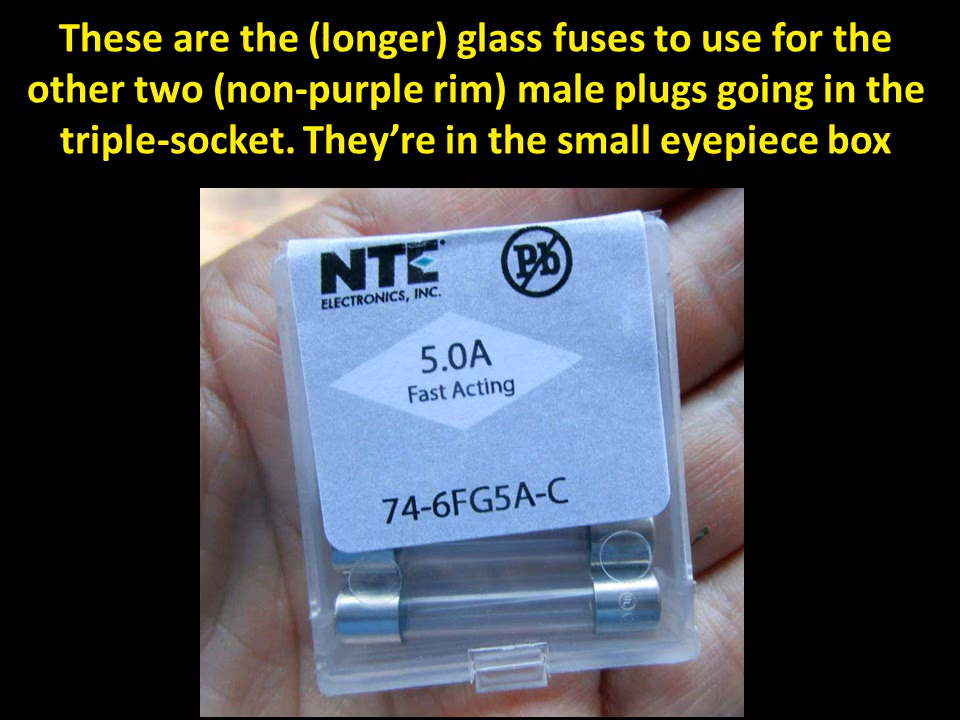 These are the (longer) glass fuses to use for the
other two (non-purple rim) male plugs going in the
triple-socket. They’re in the small eyepiece box
NTE
ELECTRONICS, INC.
Pb
5.0A
Fast Acting
74-6FG5A-C